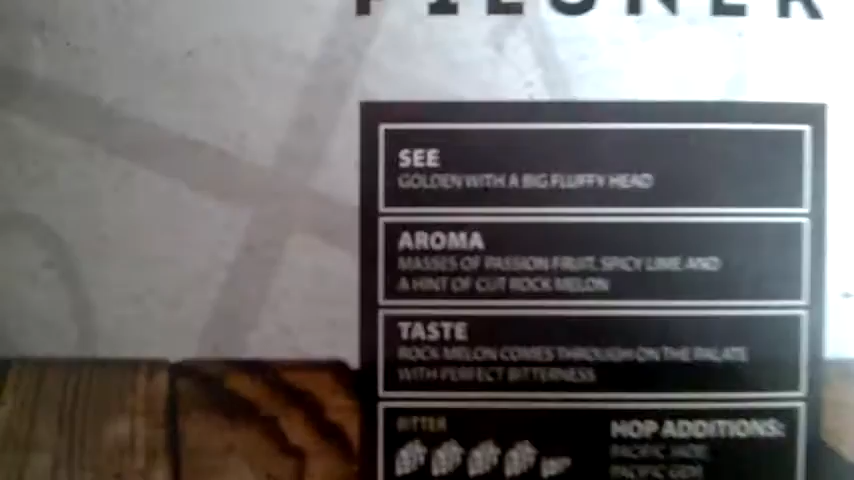 PILSNER
SEE
GOLDEN WITH A BIG FLUFFY HEAD
AROMA
MASSES OF PASSION FRUIT, SPICY LIME AND
A HINT OF CUT ROCK MELON
TASTE
ROCK MELON COMES THROUGH ON THE PALATE
WITH PERFECT BITTERNESS
BITTER
HOP ADDITIONS:
PACIFIC JADE
PACIFIC GEM